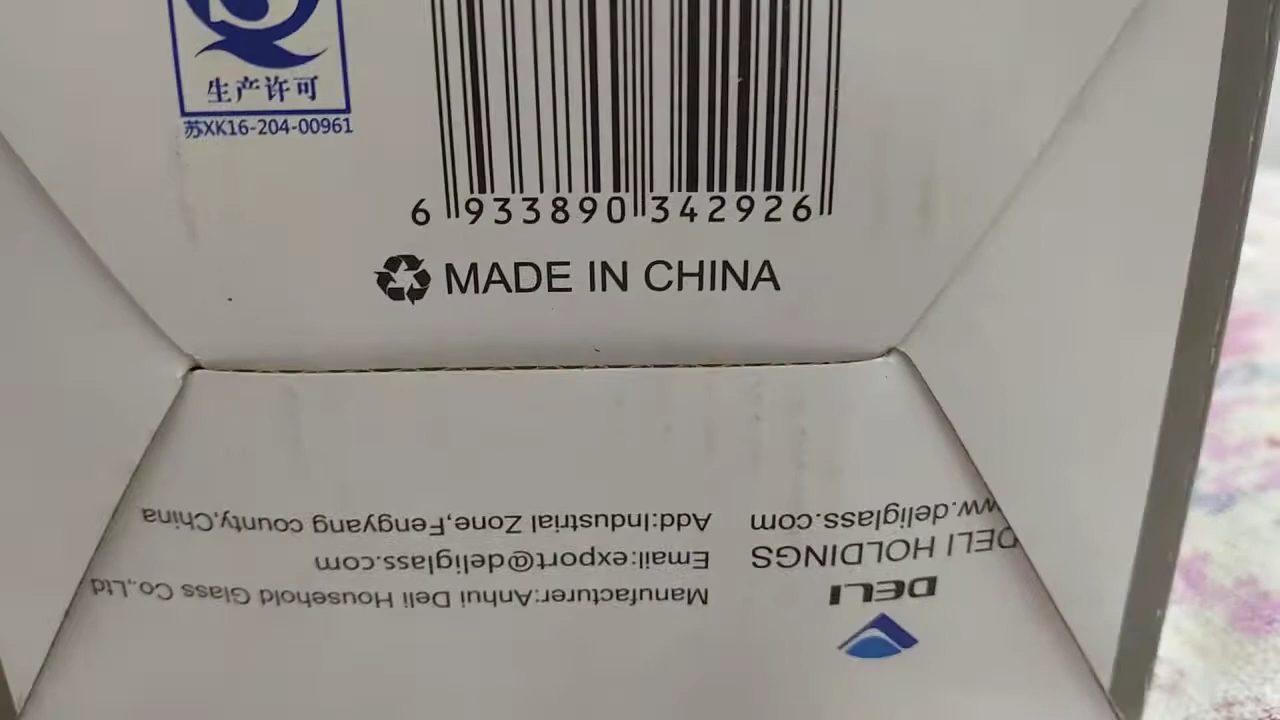 生产许可
苏XK16-204-00961
6 933890 342926
MADE IN CHINA
DELI
DELI HOLDINGS
www.deliglass.com
Manufacturer:Anhui Deli Household Glass Co.,Ltd
Email:export@deliglass.com
Add:Industrial Zone,Fengyang county,China